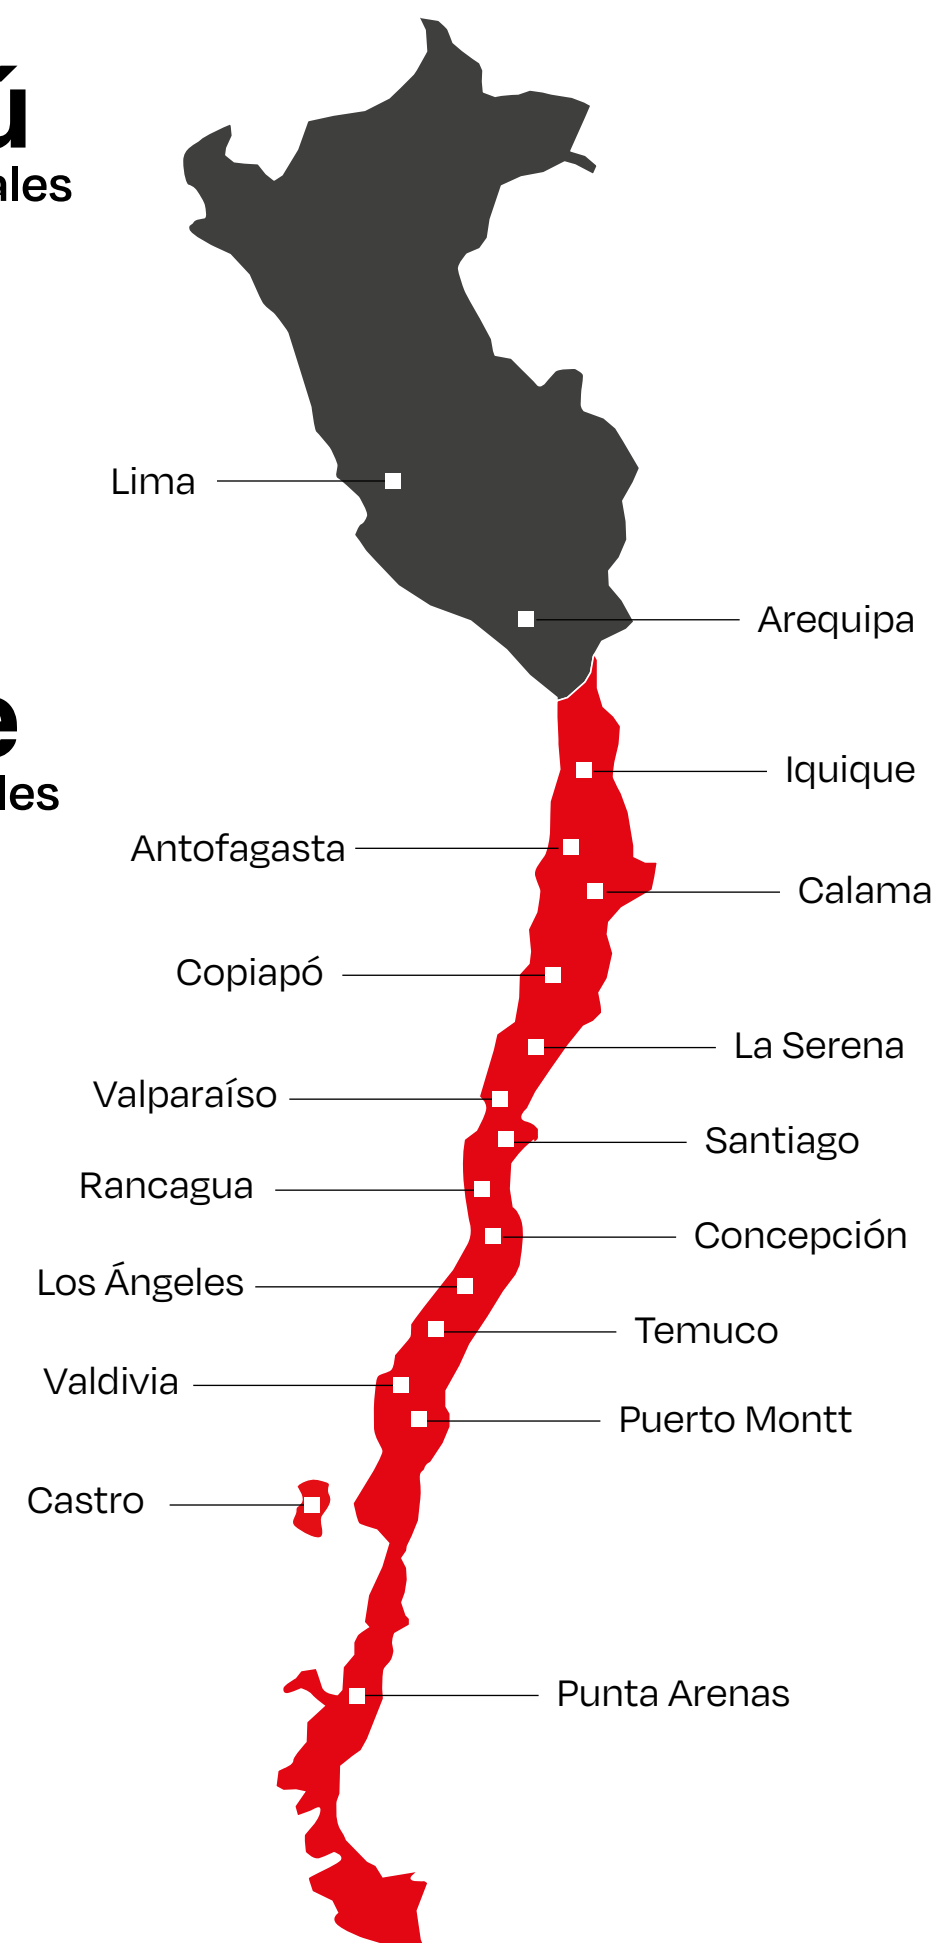 ú
ales
Lima
Arequipa
e
les
Iquique
Antofagasta
Calama
Copiapó
La Serena
Valparaíso
Santiago
Rancagua
Concepción
Los Ángeles
Temuco
Valdivia
Puerto Montt
Castro
Punta Arenas